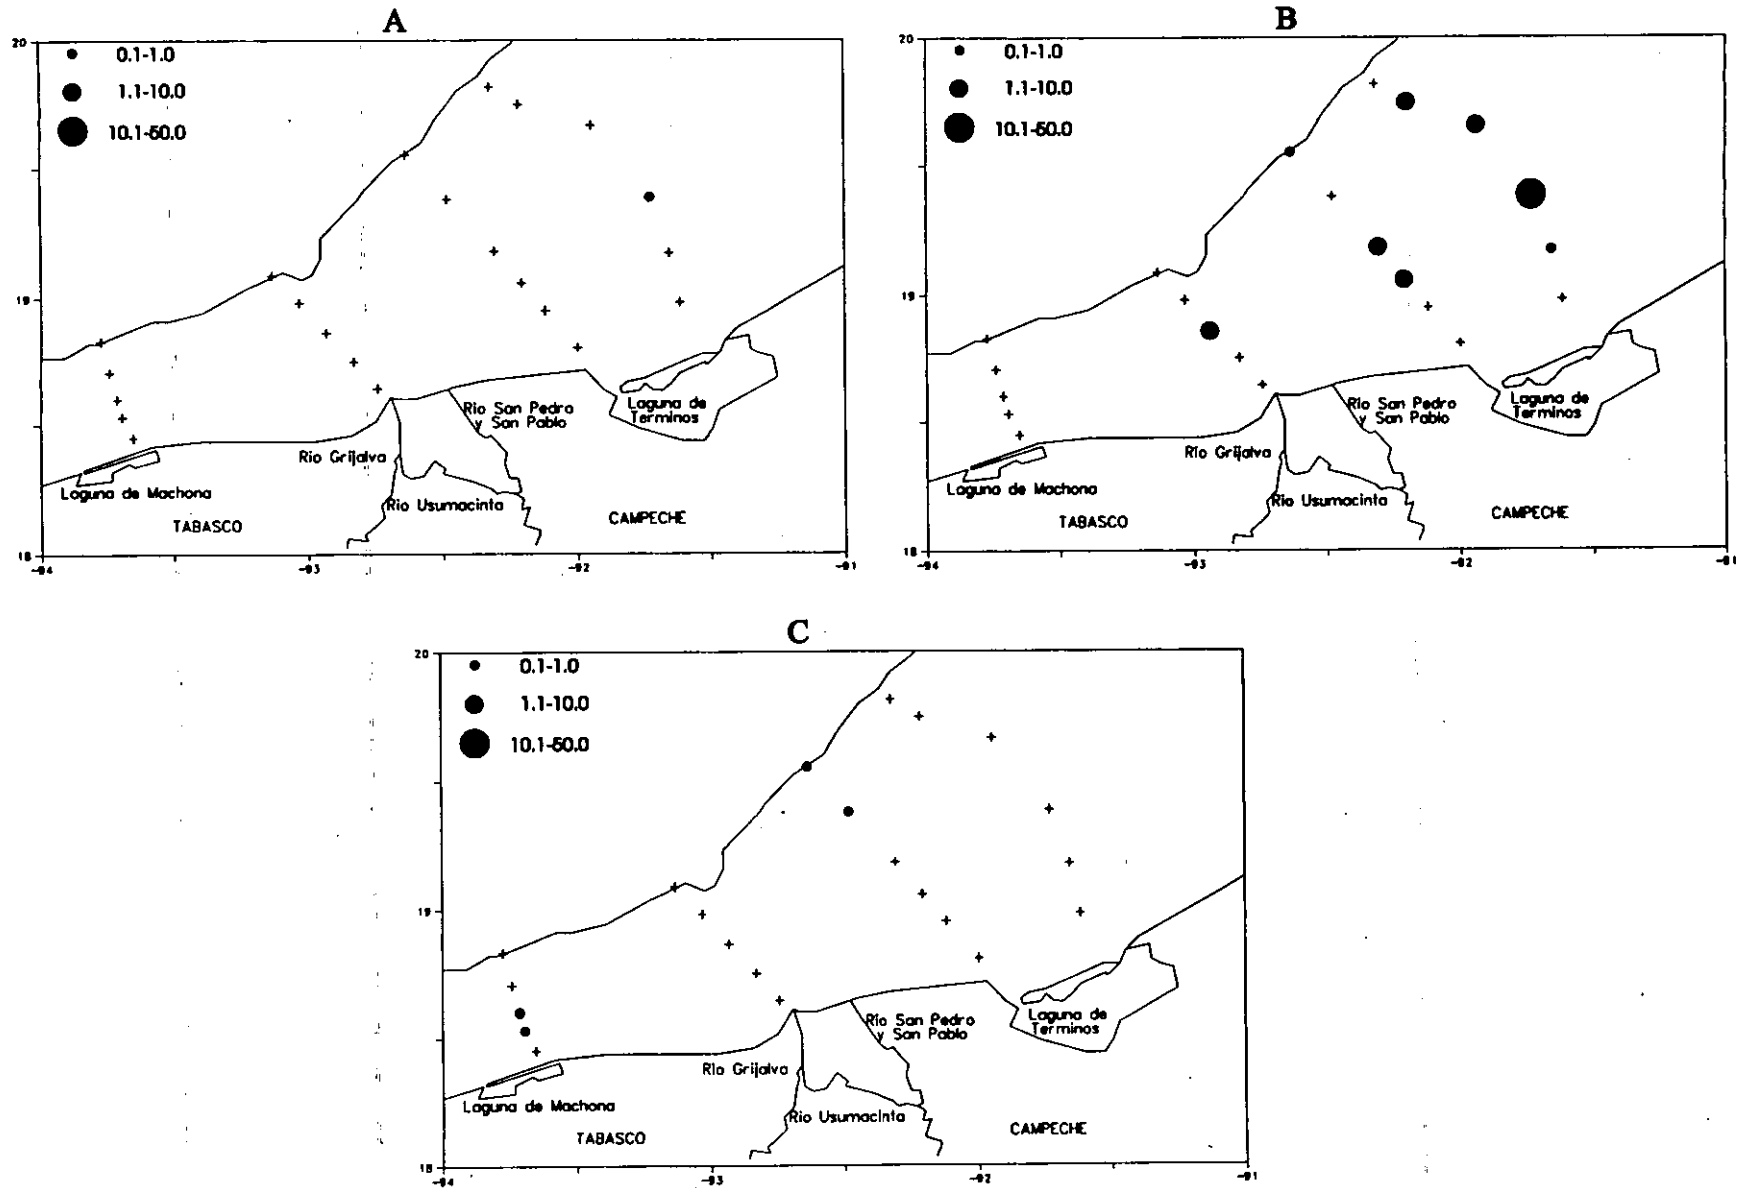 A
20
0.1-1.0
1.1-10.0
10.1-50.0
19
Rio San Pedro
y San Pablo
Laguna de
Terminos
Rio Grijalva
Laguna de Machona
Rio Usumacinta
TABASCO
CAMPECHE
18
-94
-93
-92
-91
B
20
0.1-1.0
1.1-10.0
10.1-50.0
19
Rio San Pedro
y San Pablo
Laguna de
Terminos
Rio Grijalva
Laguna de Machona
Rio Usumacinta
TABASCO
CAMPECHE
18
-94
-93
-92
-91
C
20
0.1-1.0
1.1-10.0
10.1-50.0
19
Rio San Pedro
y San Pablo
Laguna de
Terminos
Rio Grijalva
Laguna de Machona
Rio Usumacinta
TABASCO
CAMPECHE
18
-94
-93
-92
-91